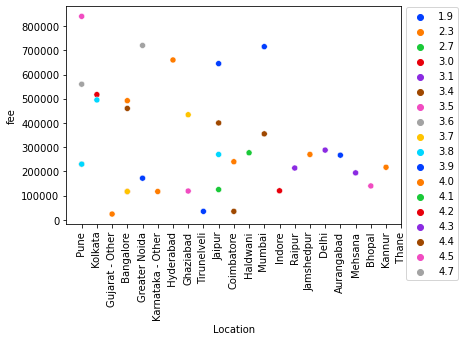 800000
700000
600000
500000
400000
300000
200000
100000
0
fee
Pune
Kolkata
Gujarat - Other
Bangalore
Greater Noida
Karnataka - Other
Hyderabad
Ghaziabad
Tirunelveli
Jaipur
Coimbatore
Haldwani
Mumbai
Indore
Raipur
Jamshedpur
Delhi
Aurangabad
Mehsana
Bhopal
Kannur
Thane
Location
1.9
2.3
2.7
3.0
3.1
3.4
3.5
3.6
3.7
3.8
3.9
4.0
4.1
4.2
4.3
4.4
4.5
4.7